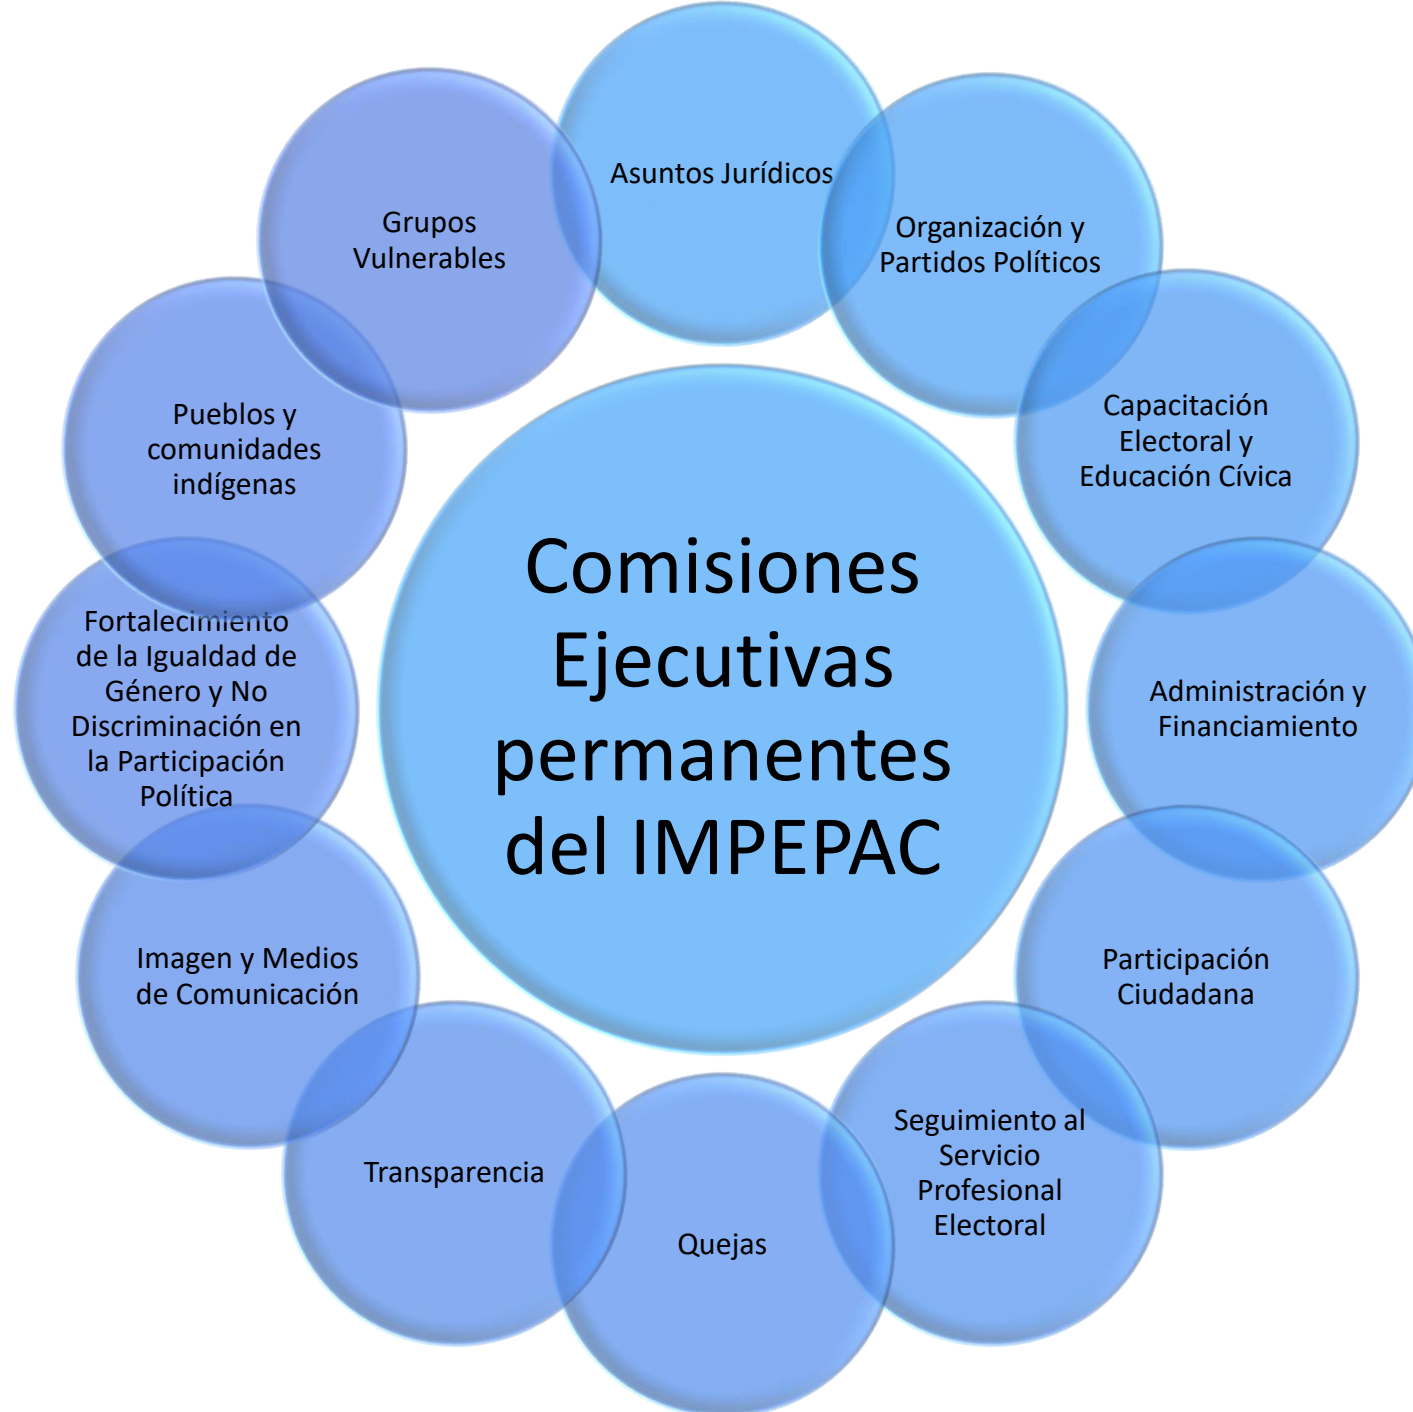 Asuntos Jurídicos
Organización y
Partidos Políticos
Capacitación
Electoral y
Educación Cívica
Administración y
Financiamiento
Participación
Ciudadana
Seguimiento al
Servicio
Profesional
Electoral
Quejas
Transparencia
Imagen y Medios
de Comunicación
Fortalecimiento
de la Igualdad de
Género y No
Discriminación en
la Participación
Política
Pueblos y
comunidades
indígenas
Grupos
Vulnerables
Comisiones
Ejecutivas
permanentes
del IMPEPAC